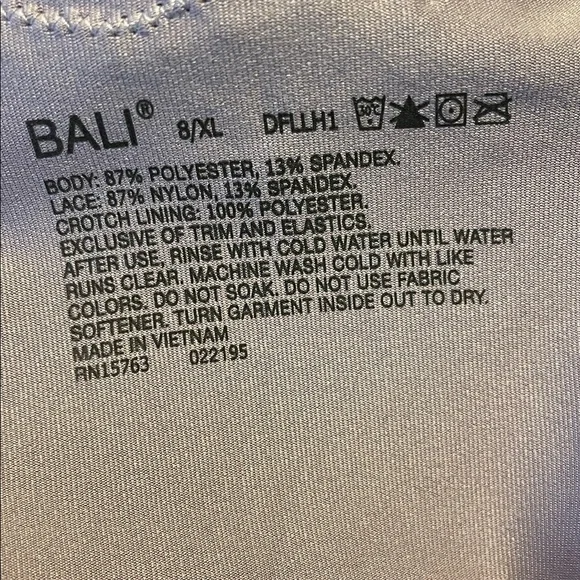 BALI® 8/XL DFLLH1 30°C
BODY: 87% POLYESTER, 13% SPANDEX.
LACE: 87% NYLON, 13% SPANDEX.
CROTCH LINING: 100% POLYESTER.
EXCLUSIVE OF TRIM AND ELASTICS.
AFTER USE, RINSE WITH COLD WATER UNTIL WATER
RUNS CLEAR. MACHINE WASH COLD WITH LIKE
COLORS. DO NOT SOAK. DO NOT USE FABRIC
SOFTENER. TURN GARMENT INSIDE OUT TO DRY.
MADE IN VIETNAM
RN15763 022195